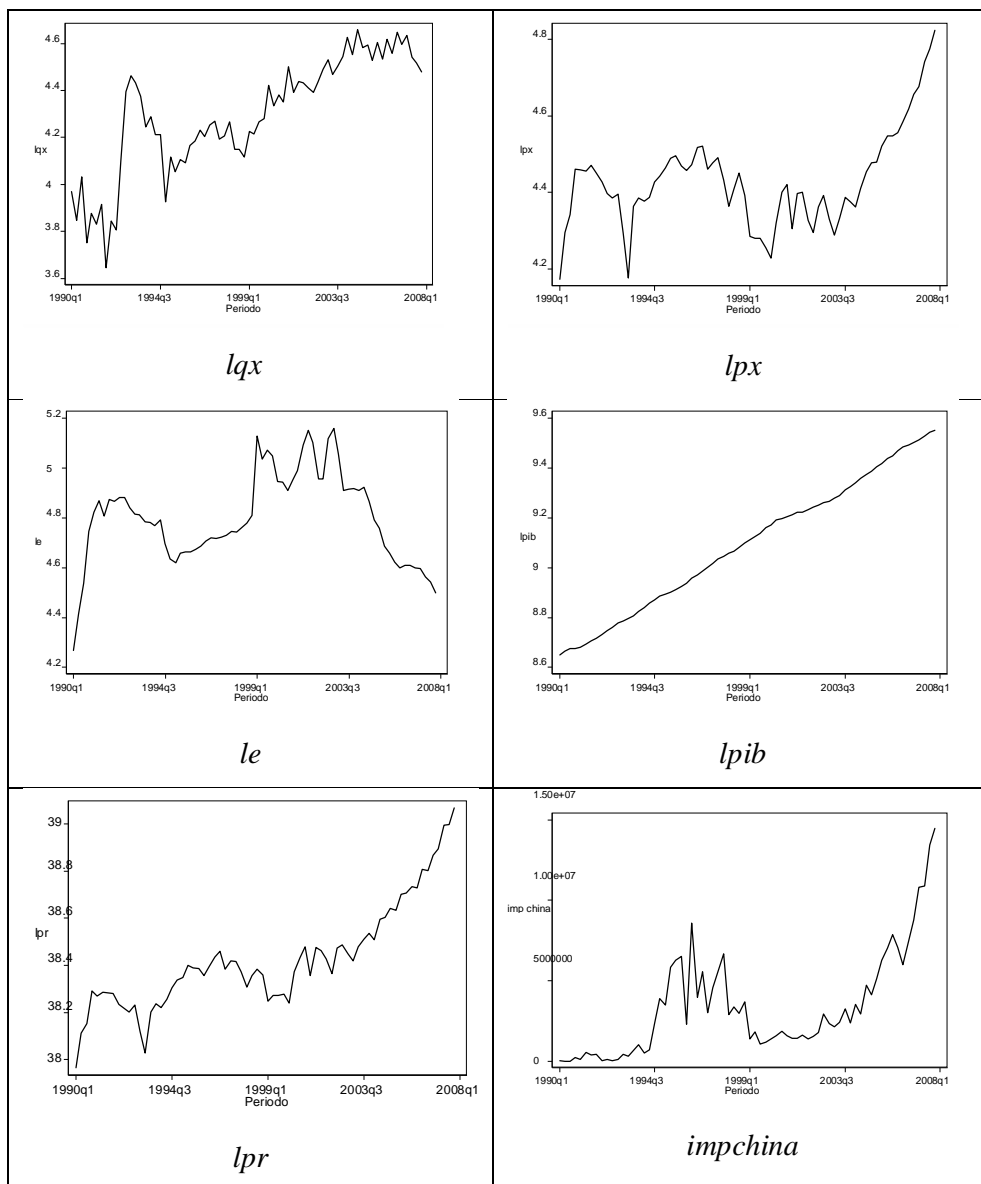 4.6
4.4
4.2
4
3.8
3.6
lqx
1990q1 1994q3 1999q1 2003q3 2008q1
Periodo
lqx
4.8
4.6
4.4
4.2
lpx
1990q1 1994q3 1999q1 2003q3 2008q1
Periodo
lpx
5.2
5
4.8
4.6
4.4
4.2
le
1990q1 1994q3 1999q1 2003q3 2008q1
Periodo
le
9.6
9.4
9.2
9
8.8
8.6
lpib
1990q1 1994q3 1999q1 2003q3 2008q1
Periodo
lpib
39
38.8
38.6
38.4
38.2
38
lpr
1990q1 1994q3 1999q1 2003q3 2008q1
Periodo
lpr
1.50e+07
1.00e+07
5000000
0
imp china
1990q1 1994q3 1999q1 2003q3 2008q1
Periodo
impchina